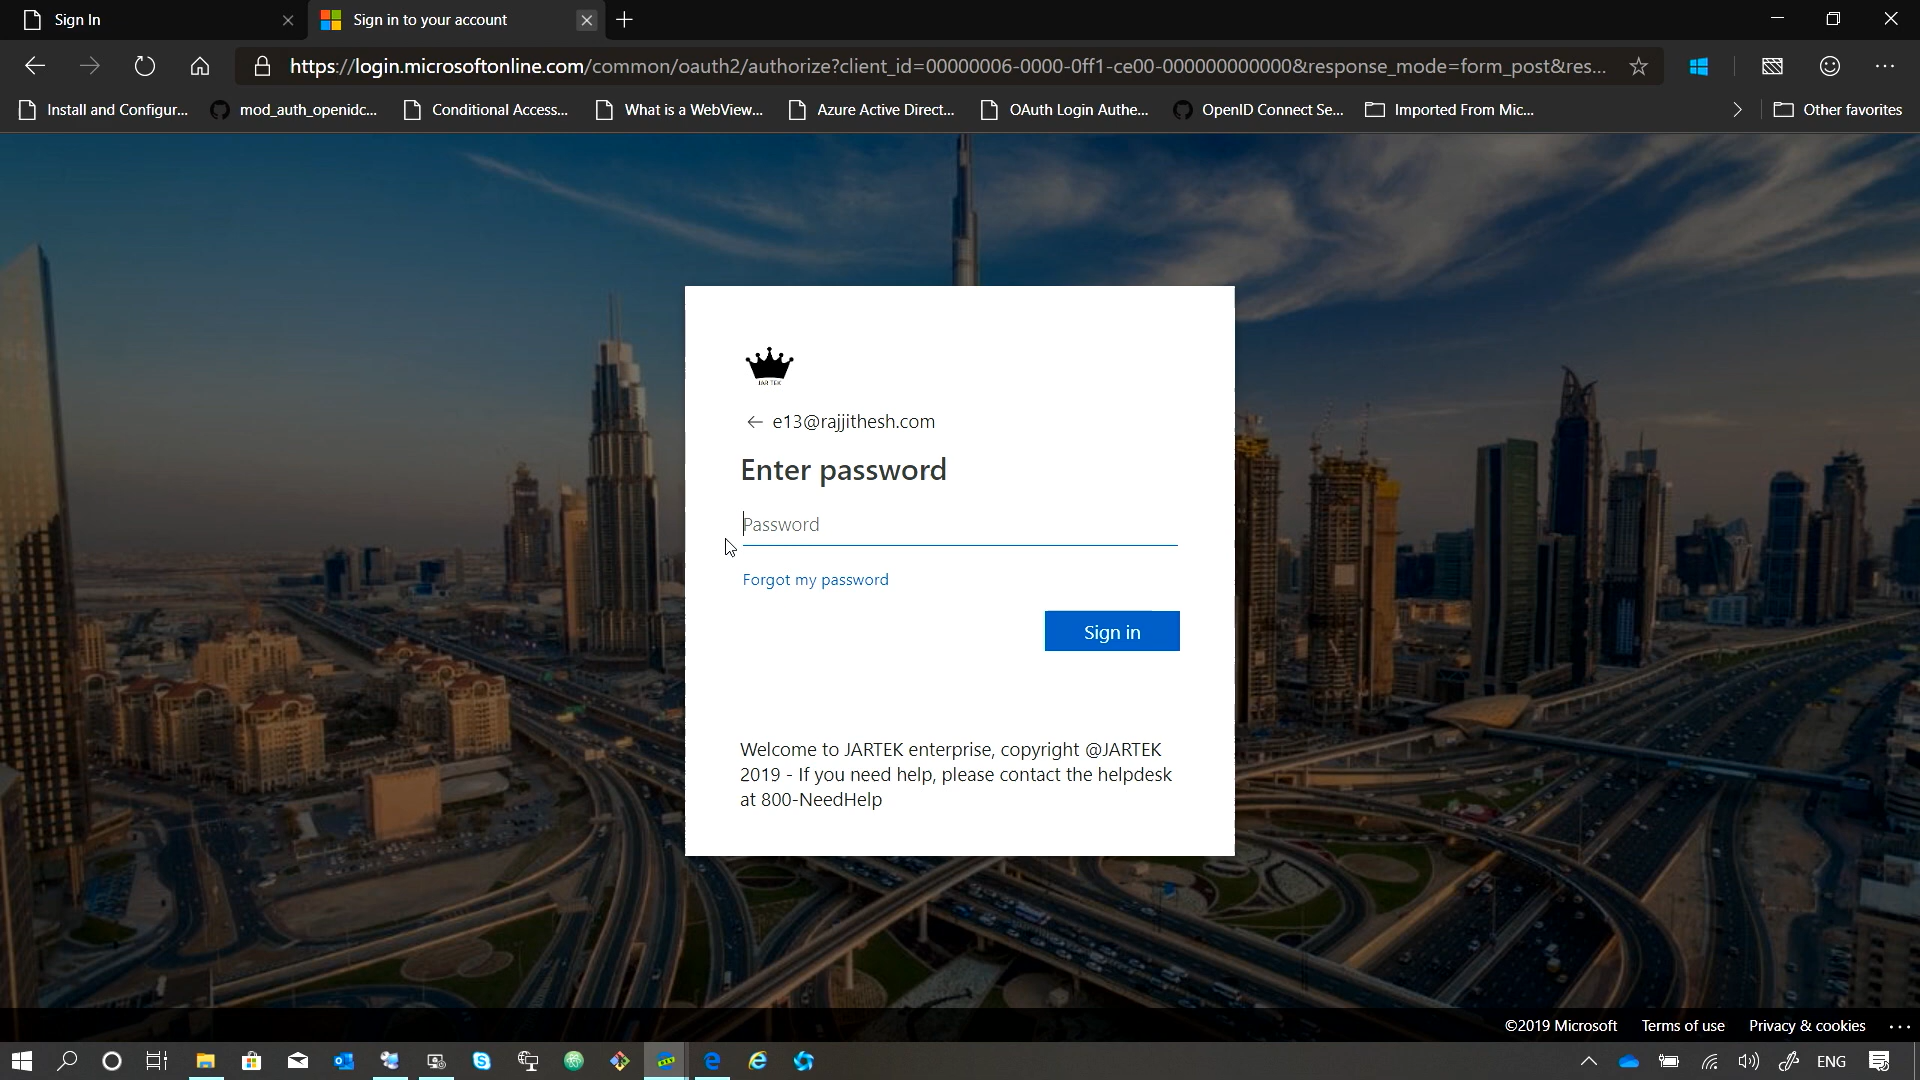 Sign In
Sign in to your account
https://login.microsoftonline.com/common/oauth2/authorize?client_id=00000006-0000-0ff1-ce00-000000000000&response_mode=form_post&res...
Install and Configur...
mod_auth_openidc...
Conditional Access...
What is a WebView...
Azure Active Direct...
OAuth Login Authe...
OpenID Connect Se...
Imported From Mic...
Other favorites
JAR TEK
e13@rajjithesh.com
Enter password
Password
Forgot my password
Sign in
Welcome to JARTEK enterprise, copyright @JARTEK
2019 - If you need help, please contact the helpdesk
at 800-NeedHelp
©2019 Microsoft
Terms of use
Privacy & cookies
ENG